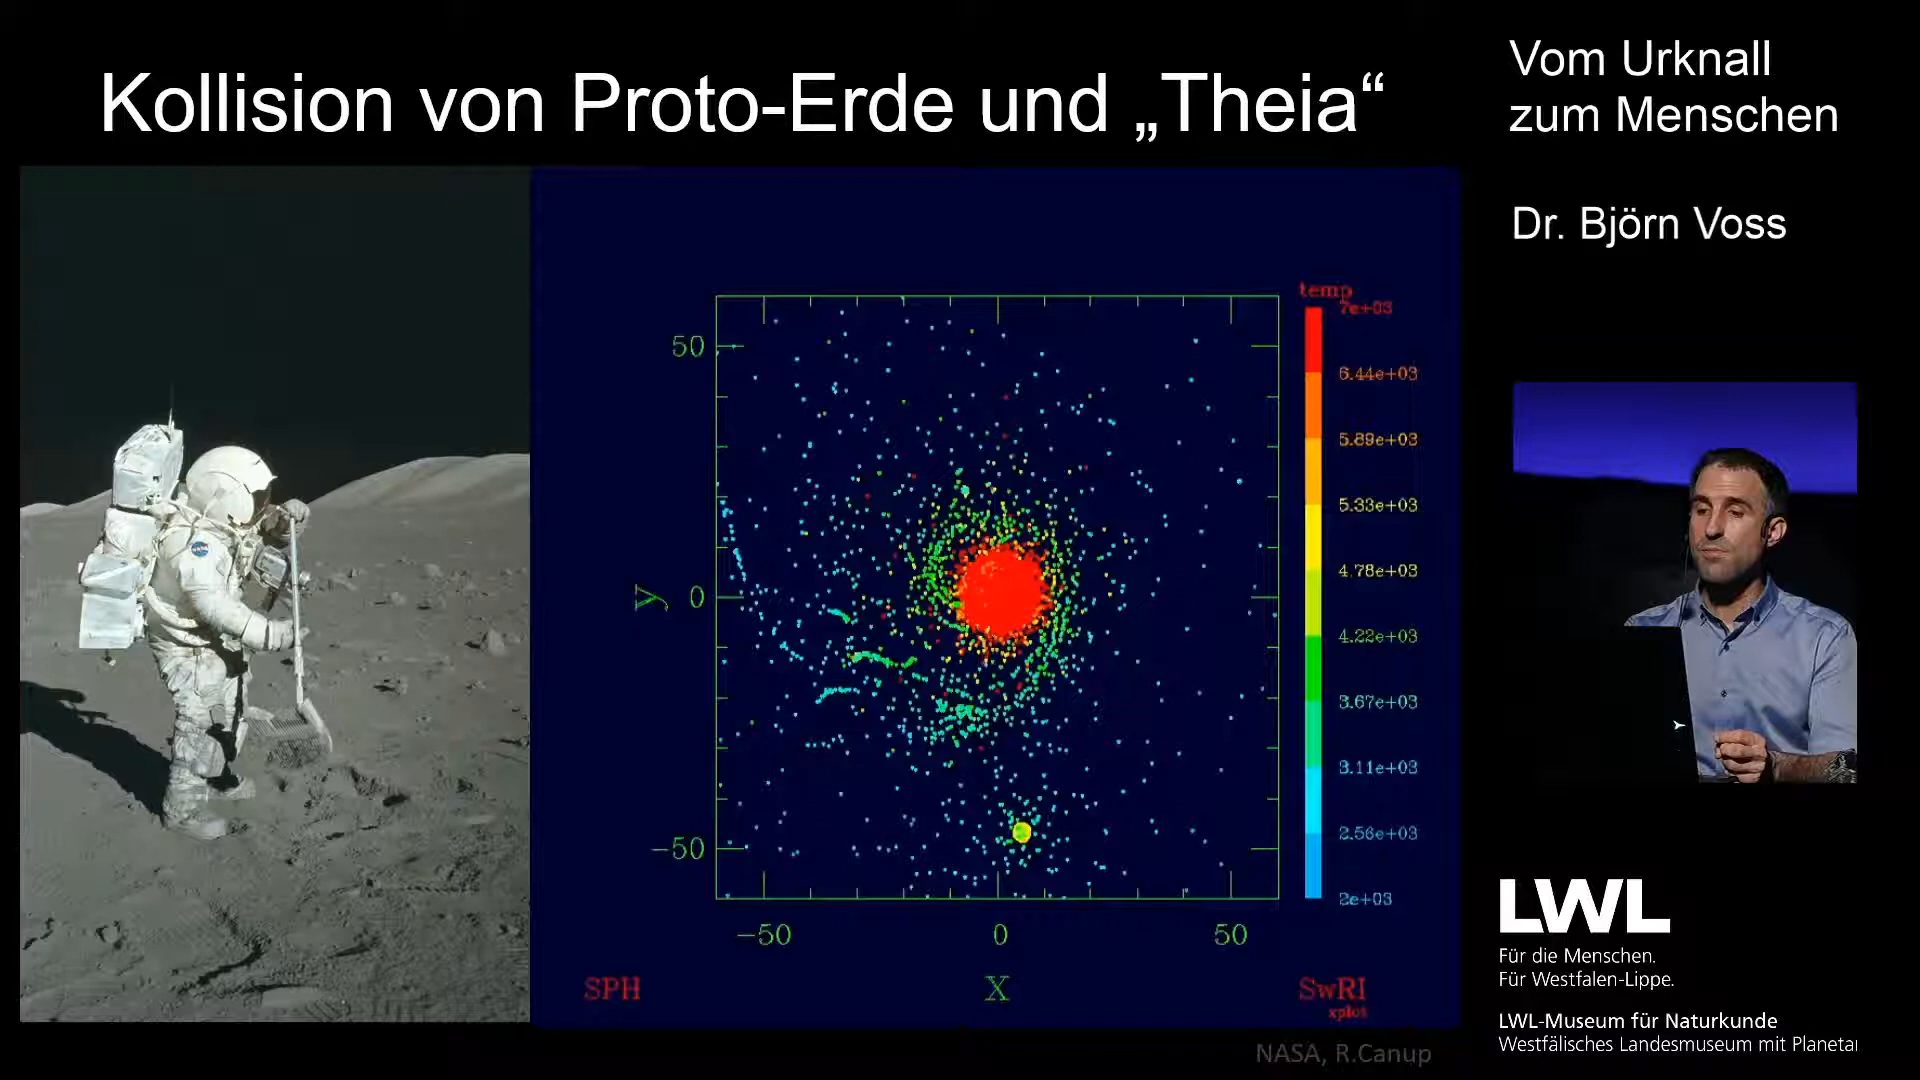 Kollision von Proto-Erde und „Theia“
Vom Urknall
zum Menschen
Dr. Björn Voss
temp
7e+03
6.44e+03
5.89e+03
5.33e+03
4.78e+03
4.22e+03
3.67e+03
3.11e+03
2.56e+03
2e+03
50
y 0
−50
−50 0 50
SPH X SwRI
xplot
NASA, R.Canup
NASA
LWL
Für die Menschen.
Für Westfalen-Lippe.
LWL-Museum für Naturkunde
Westfälisches Landesmuseum mit Planetar